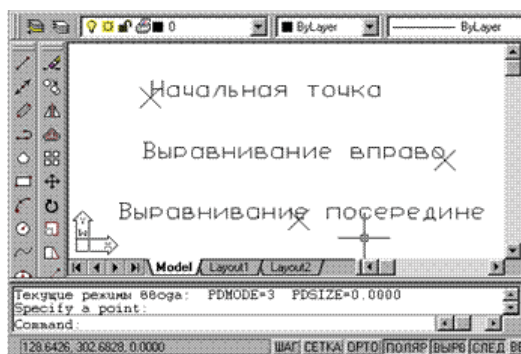 0 ByLayer ByLayer
Начальная точка
Выравнивание вправо
Выравнивание посередине
Y
W
X
Model Layout1 Layout2
Текущие режимы ввода: PDMODE=3 PDSIZE=0.0000
Specify a point:
Command:
128.6426, 302.6828, 0.0000 ШАГ СЕТКА ОРТО ПОЛЯР ВЫРВ СЛЕД